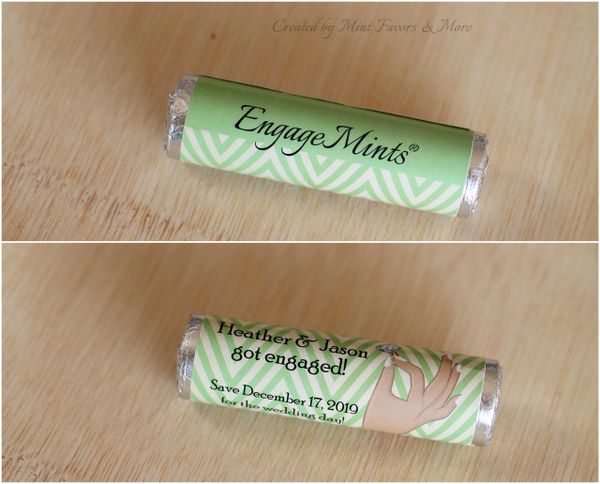 Created by Mint Favors & More
EngageMints®
Heather & Jason
got engaged!
Save December 17, 2019
for the wedding day!